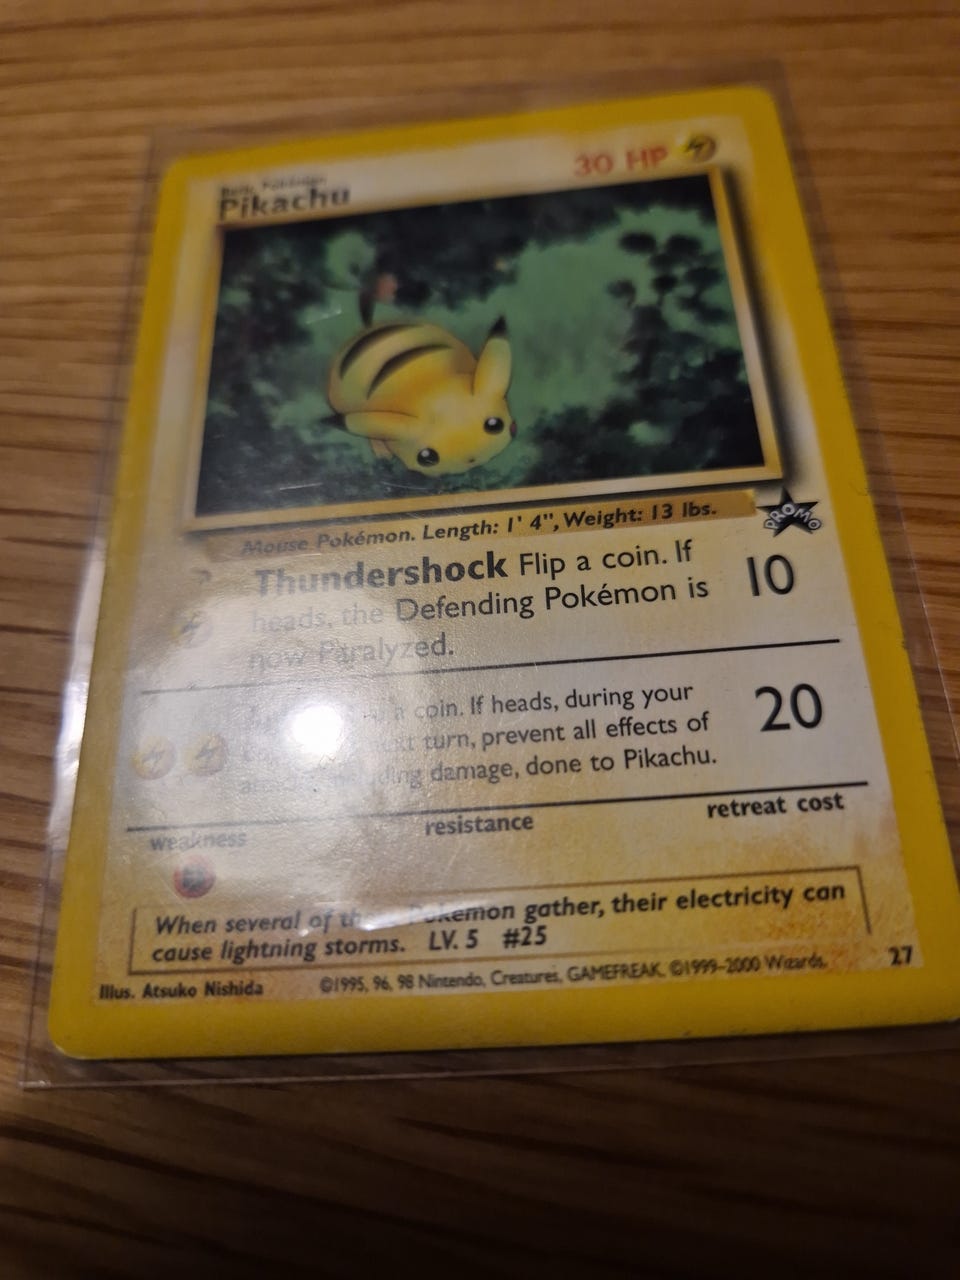 Basic Pokémon
Pikachu
30 HP
Mouse Pokémon. Length: 1' 4", Weight: 13 lbs.
PROMO
Thundershock Flip a coin. If
heads, the Defending Pokémon is
now Paralyzed.
10
coin. If heads, during your
next turn, prevent all effects of
damage, done to Pikachu.
20
weakness
resistance
retreat cost
When several of Pokémon gather, their electricity can
cause lightning storms. LV. 5 #25
Illus. Atsuko Nishida
©1995, 96, 98 Nintendo, Creatures, GAMEFREAK. ©1999–2000 Wizards.
27